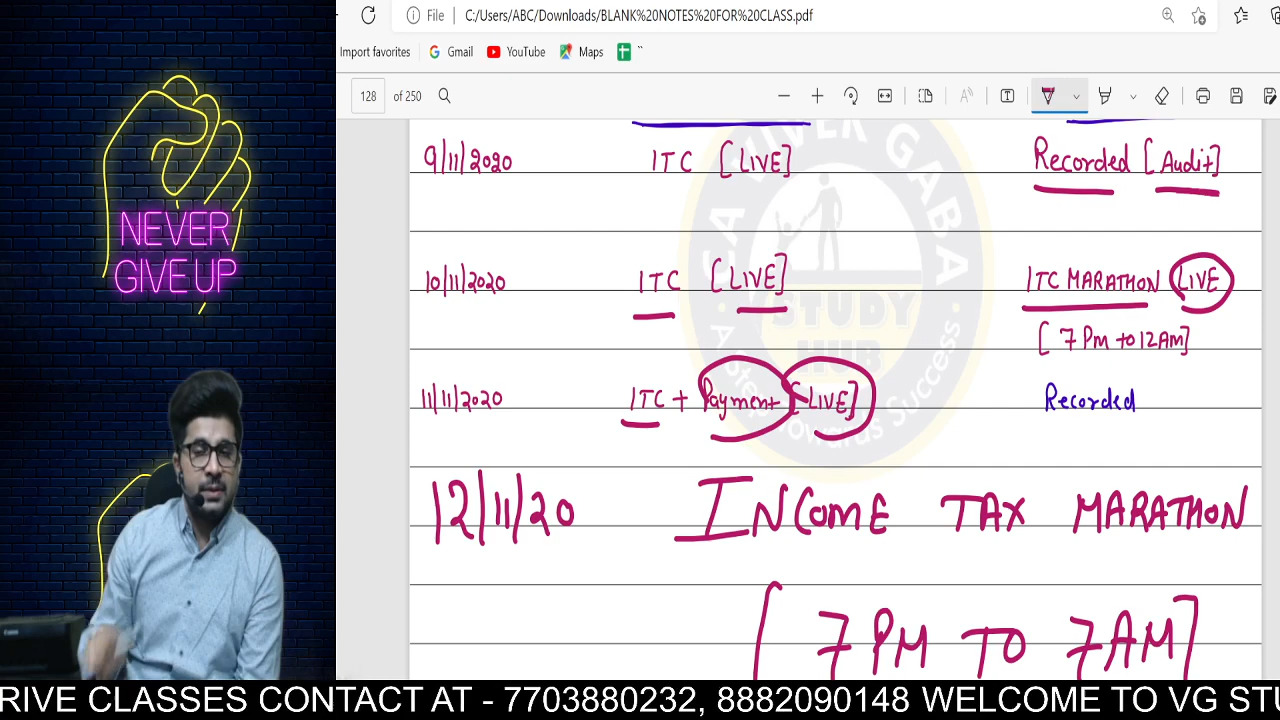 File C:/Users/ABC/Downloads/BLANK%20NOTES%20FOR%20CLASS.pdf
Import favorites Gmail YouTube Maps
128 of 250
9/11/2020 ITC [LIVE] Recorded [Audit]
10/11/2020 ITC [LIVE] ITC MARATHON LIVE
[7 Pm to 12 Am]
11/11/2020 ITC + Payment [LIVE] Recorded
12/11/20 INCOME TAX MARATHON
[7 PM TO 7 AM]
NEVER
GIVE UP
RIVE CLASSES CONTACT AT - 7703880232, 8882090148 WELCOME TO VG STU